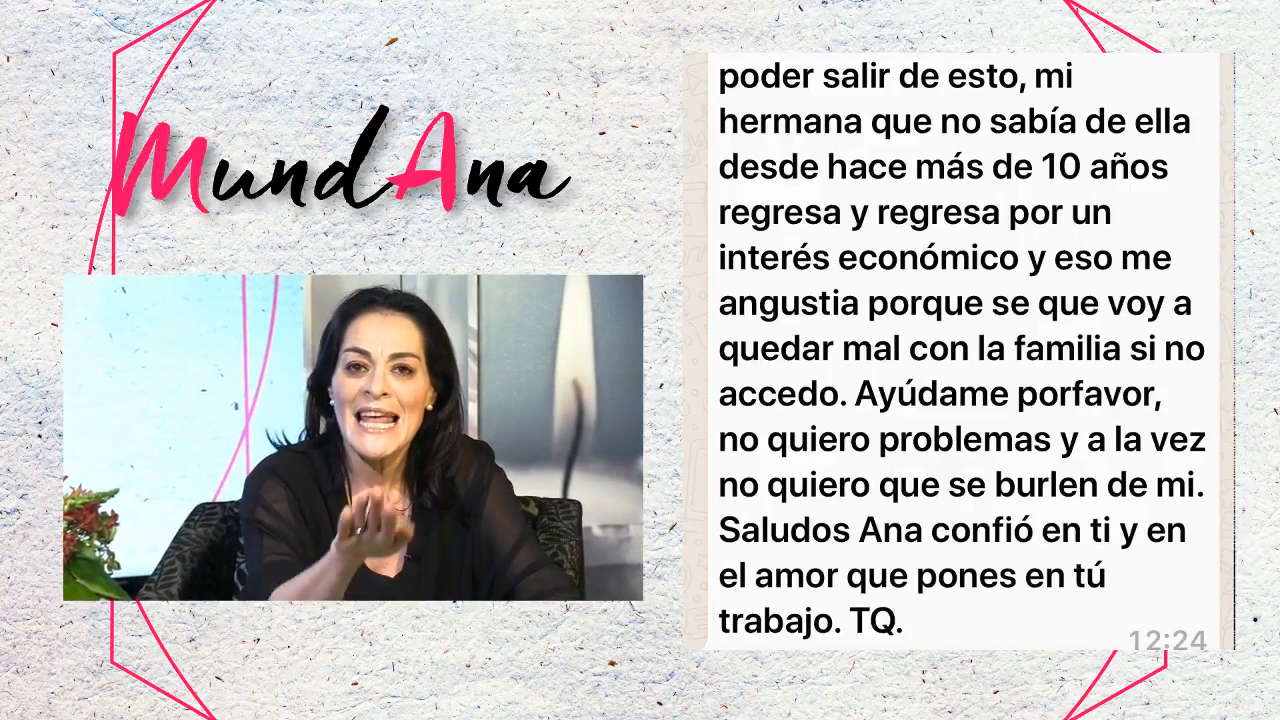 MundAna
poder salir de esto, mi
hermana que no sabía de ella
desde hace más de 10 años
regresa y regresa por un
interés económico y eso me
angustia porque se que voy a
quedar mal con la familia si no
accedo. Ayúdame porfavor,
no quiero problemas y a la vez
no quiero que se burlen de mi.
Saludos Ana confió en ti y en
el amor que pones en tú
trabajo. TQ.
12:24